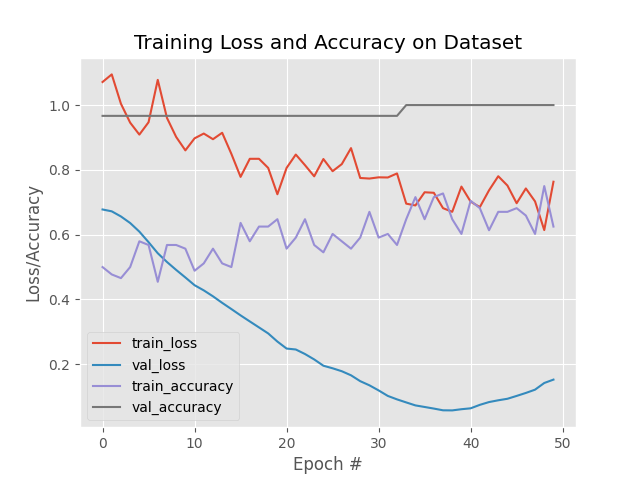 Training Loss and Accuracy on Dataset
Loss/Accuracy
1.0
0.8
0.6
0.4
0.2
train_loss
val_loss
train_accuracy
val_accuracy
0 10 20 30 40 50
Epoch #